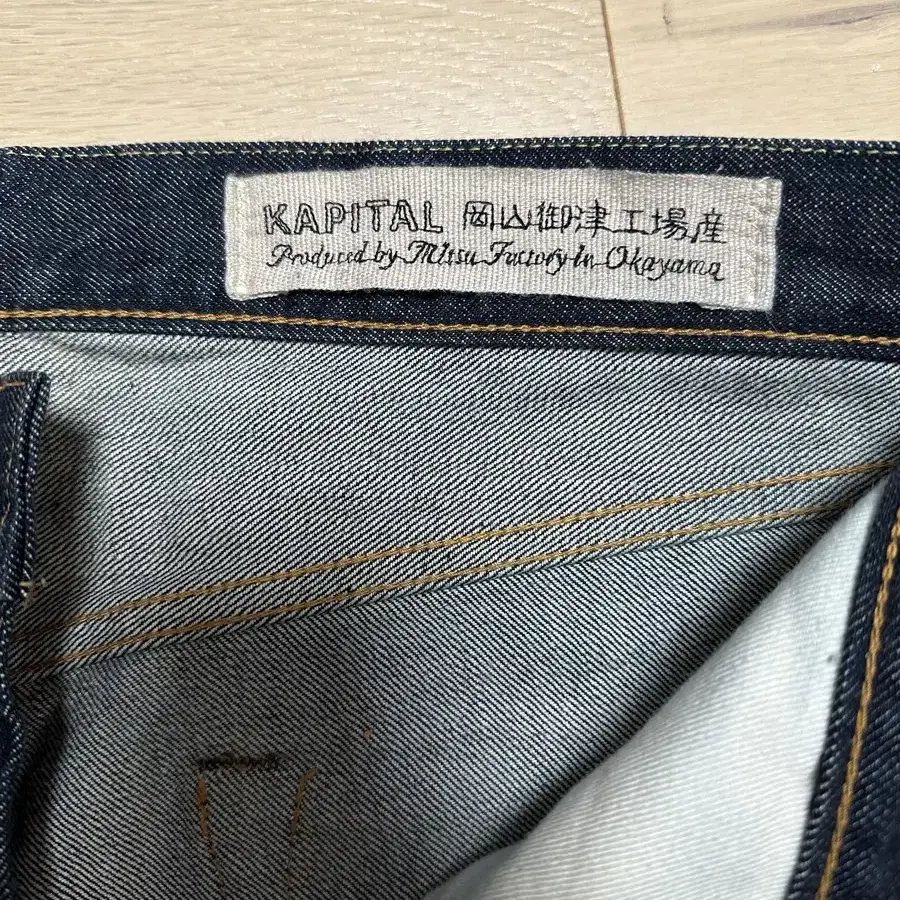 KAPITAL 岡山御津工場産
Produced by Mitsu Factory in Okayama